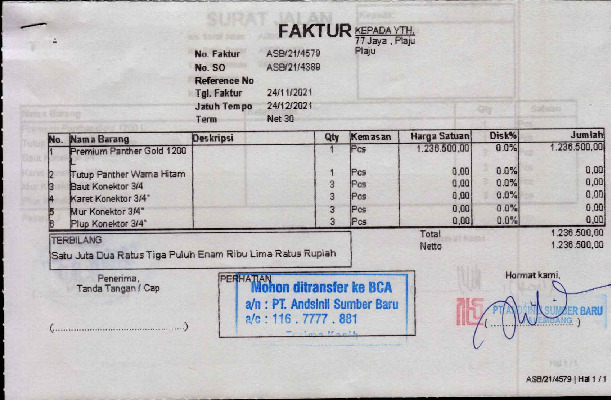 FAKTUR
KEPADA YTH,
77 Jaya , Plaju
Plaju
No. Faktur ASB/21/4579
No. SO ASB/21/4389
Reference No
Tgl. Faktur 24/11/2021
Jatuh Tempo 24/12/2021
Term Net 30
No. Nama Barang Deskripsi Qty Kemasan Harga Satuan Disk% Jumlah
1 Premium Panther Gold 1200 L 1 Pcs 1.236.500,00 0.0% 1.236.500,00
2 Tutup Panther Warna Hitam 1 Pcs 0,00 0.0% 0,00
3 Baut Konektor 3/4 3 Pcs 0,00 0.0% 0,00
4 Karet Konektor 3/4" 3 Pcs 0,00 0.0% 0,00
5 Mur Konektor 3/4" 3 Pcs 0,00 0.0% 0,00
6 Plup Konektor 3/4" 3 Pcs 0,00 0.0% 0,00
Total 1.236.500,00
Netto 1.236.500,00
TERBILANG
Satu Juta Dua Ratus Tiga Puluh Enam Ribu Lima Ratus Rupiah
Penerima,
Tanda Tangan / Cap
PERHATIAN
Mohon ditransfer ke BCA
a/n : PT. Andsinil Sumber Baru
a/c : 116 . 7777 . 881
Terima Kasih
Hormat kami,
PT ANDSINIL SUMBER BARU
PALEMBANG
ASB/21/4579 | Hal 1 / 1